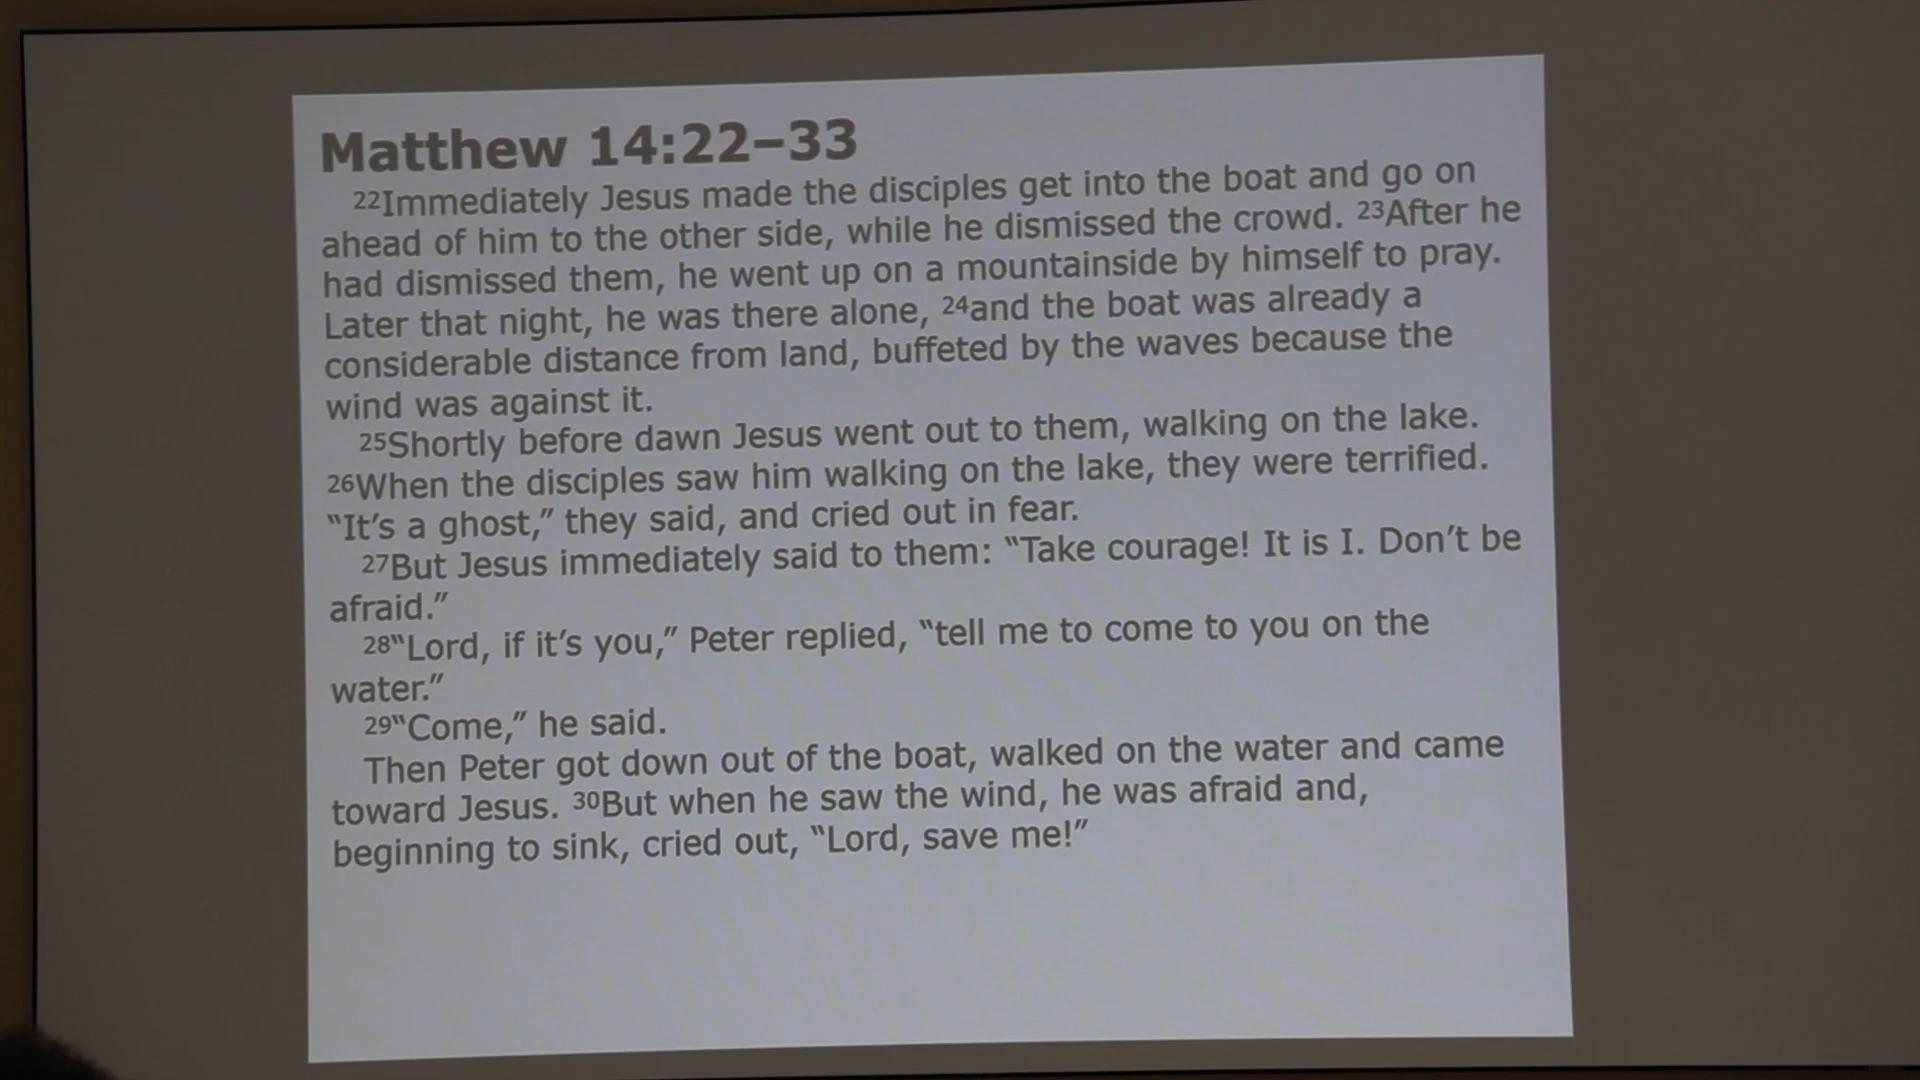 Matthew 14:22–33
22Immediately Jesus made the disciples get into the boat and go on
ahead of him to the other side, while he dismissed the crowd. 23After he
had dismissed them, he went up on a mountainside by himself to pray.
Later that night, he was there alone, 24and the boat was already a
considerable distance from land, buffeted by the waves because the
wind was against it.
25Shortly before dawn Jesus went out to them, walking on the lake.
26When the disciples saw him walking on the lake, they were terrified.
“It’s a ghost,” they said, and cried out in fear.
27But Jesus immediately said to them: “Take courage! It is I. Don’t be
afraid.”
28“Lord, if it’s you,” Peter replied, “tell me to come to you on the
water.”
29“Come,” he said.
Then Peter got down out of the boat, walked on the water and came
toward Jesus. 30But when he saw the wind, he was afraid and,
beginning to sink, cried out, “Lord, save me!”